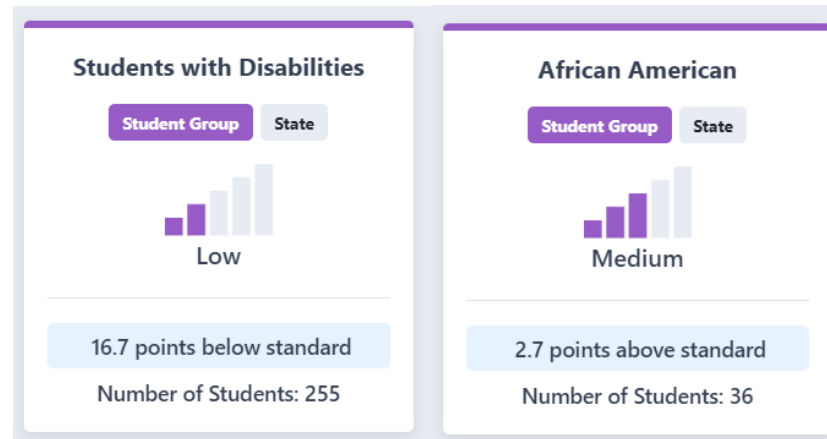 Students with Disabilities
Student Group State
Low
16.7 points below standard
Number of Students: 255
African American
Student Group State
Medium
2.7 points above standard
Number of Students: 36